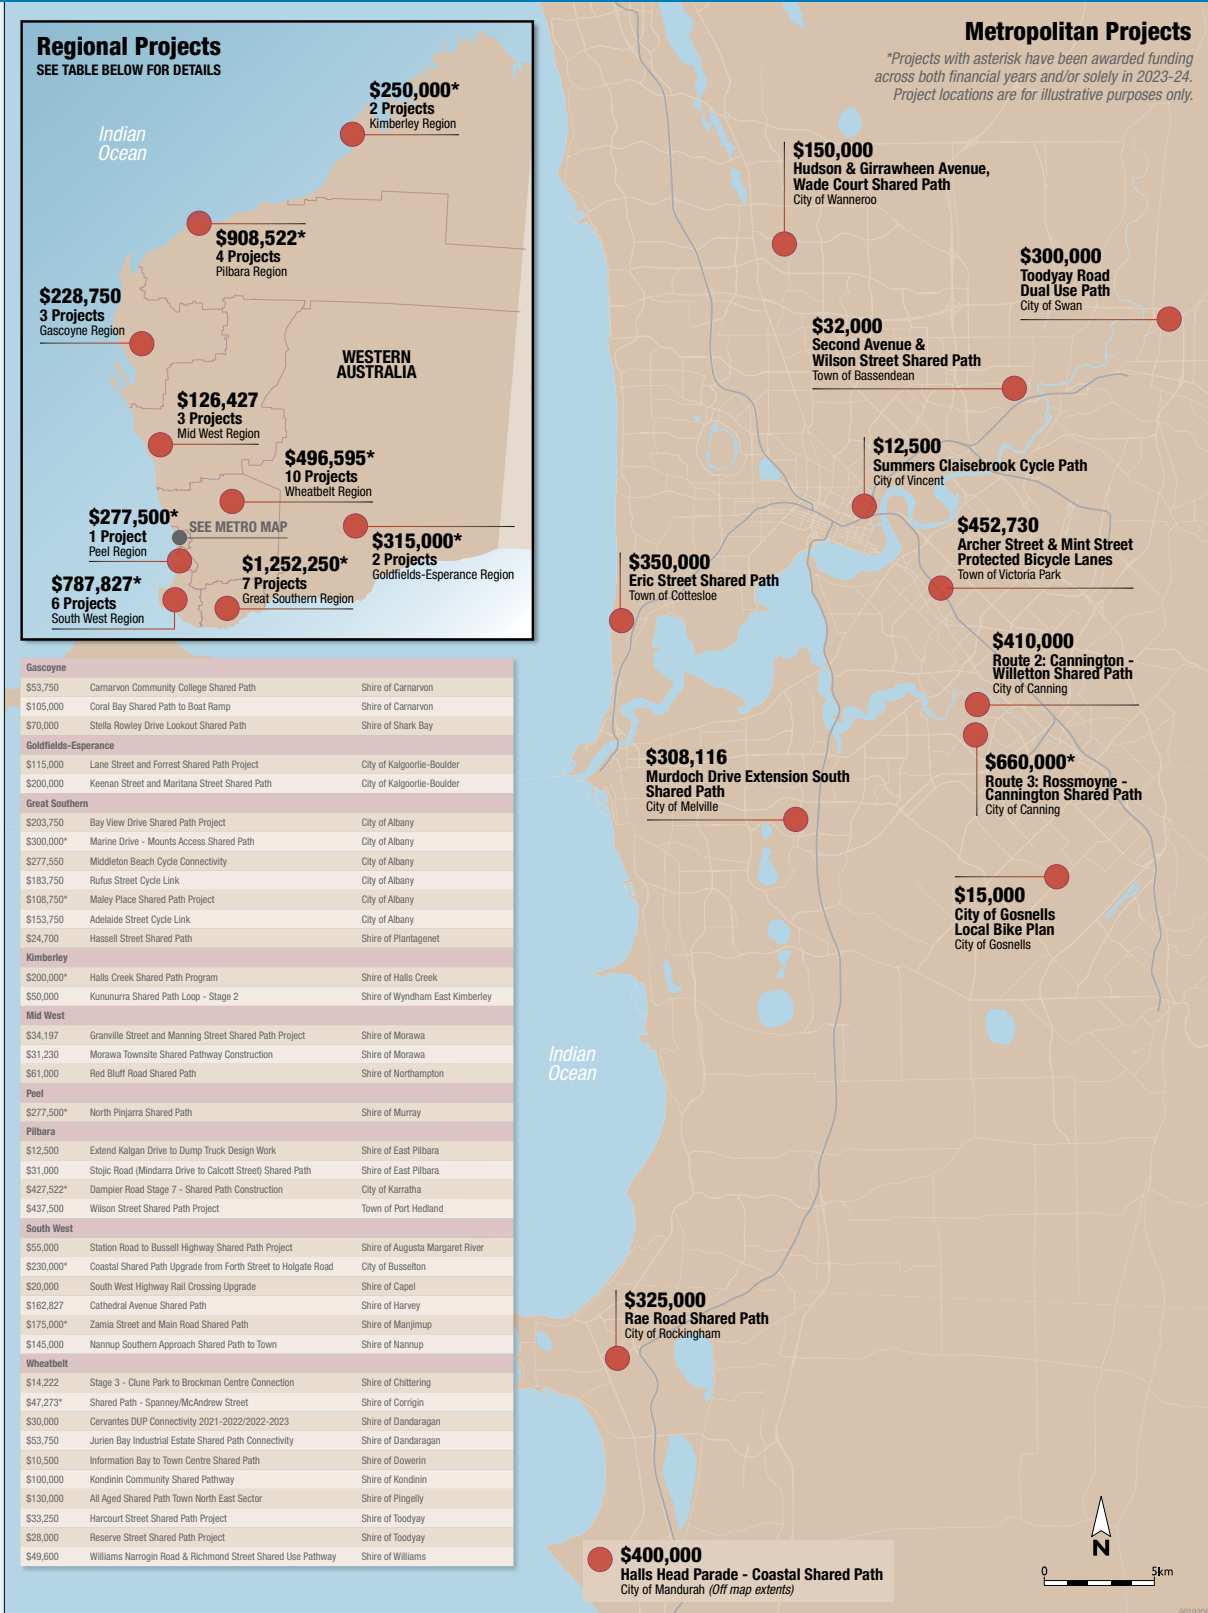 Regional Projects
SEE TABLE BELOW FOR DETAILS
Indian
Ocean
$250,000*
2 Projects
Kimberley Region
$908,522*
4 Projects
Pilbara Region
$228,750
3 Projects
Gascoyne Region
WESTERN
AUSTRALIA
$126,427
3 Projects
Mid West Region
$496,595*
10 Projects
Wheatbelt Region
$277,500*
1 Project
Peel Region
SEE METRO MAP
$315,000*
2 Projects
Goldfields-Esperance Region
$1,252,250*
7 Projects
Great Southern Region
$787,827*
6 Projects
South West Region
Gascoyne
$53,750 Carnarvon Community College Shared Path Shire of Carnarvon
$105,000 Coral Bay Shared Path to Boat Ramp Shire of Carnarvon
$70,000 Stella Rowley Drive Lookout Shared Path Shire of Shark Bay
Goldfields-Esperance
$115,000 Lane Street and Forrest Shared Path Project City of Kalgoorlie-Boulder
$200,000 Keenan Street and Maritana Street Shared Path City of Kalgoorlie-Boulder
Great Southern
$203,750 Bay View Drive Shared Path Project City of Albany
$300,000* Marine Drive - Mounts Access Shared Path City of Albany
$277,550 Middleton Beach Cycle Connectivity City of Albany
$183,750 Rufus Street Cycle Link City of Albany
$108,750* Maley Place Shared Path Project City of Albany
$153,750 Adelaide Street Cycle Link City of Albany
$24,700 Hassell Street Shared Path Shire of Plantagenet
Kimberley
$200,000* Halls Creek Shared Path Program Shire of Halls Creek
$50,000 Kununurra Shared Path Loop - Stage 2 Shire of Wyndham East Kimberley
Mid West
$34,197 Granville Street and Manning Street Shared Path Project Shire of Morawa
$31,230 Morawa Townsite Shared Pathway Construction Shire of Morawa
$61,000 Red Bluff Road Shared Path Shire of Northampton
Peel
$277,500* North Pinjarra Shared Path Shire of Murray
Pilbara
$12,500 Extend Kalgan Drive to Dump Truck Design Work Shire of East Pilbara
$31,000 Stojic Road (Mindarra Drive to Calcott Street) Shared Path Shire of East Pilbara
$427,522* Dampier Road Stage 7 - Shared Path Construction City of Karratha
$437,500 Wilson Street Shared Path Project Town of Port Hedland
South West
$55,000 Station Road to Bussell Highway Shared Path Project Shire of Augusta Margaret River
$230,000* Coastal Shared Path Upgrade from Forth Street to Holgate Road City of Busselton
$20,000 South West Highway Rail Crossing Upgrade Shire of Capel
$162,827 Cathedral Avenue Shared Path Shire of Harvey
$175,000* Zamia Street and Main Road Shared Path Shire of Manjimup
$145,000 Nannup Southern Approach Shared Path to Town Shire of Nannup
Wheatbelt
$14,222 Stage 3 - Clune Park to Brockman Centre Connection Shire of Chittering
$47,273* Shared Path - Spanney/McAndrew Street Shire of Corrigin
$30,000 Cervantes DUP Connectivity 2021-2022/2022-2023 Shire of Dandaragan
$53,750 Jurien Bay Industrial Estate Shared Path Connectivity Shire of Dandaragan
$10,500 Information Bay to Town Centre Shared Path Shire of Dowerin
$100,000 Kondinin Community Shared Pathway Shire of Kondinin
$130,000 All Aged Shared Path Town North East Sector Shire of Pingelly
$33,250 Harcourt Street Shared Path Project Shire of Toodyay
$28,000 Reserve Street Shared Path Project Shire of Toodyay
$49,600 Williams Narrogin Road & Richmond Street Shared Use Pathway Shire of Williams
Metropolitan Projects
*Projects with asterisk have been awarded funding
across both financial years and/or solely in 2023-24.
Project locations are for illustrative purposes only.
$150,000
Hudson & Girrawheen Avenue,
Wade Court Shared Path
City of Wanneroo
$300,000
Toodyay Road
Dual Use Path
City of Swan
$32,000
Second Avenue &
Wilson Street Shared Path
Town of Bassendean
$12,500
Summers Claisebrook Cycle Path
City of Vincent
$452,730
Archer Street & Mint Street
Protected Bicycle Lanes
Town of Victoria Park
$350,000
Eric Street Shared Path
Town of Cottesloe
$410,000
Route 2: Cannington -
Willetton Shared Path
City of Canning
$660,000*
Route 3: Rossmoyne -
Cannington Shared Path
City of Canning
$308,116
Murdoch Drive Extension South
Shared Path
City of Melville
$15,000
City of Gosnells
Local Bike Plan
City of Gosnells
Indian
Ocean
$325,000
Rae Road Shared Path
City of Rockingham
$400,000
Halls Head Parade - Coastal Shared Path
City of Mandurah (Off map extents)
N
0 5km